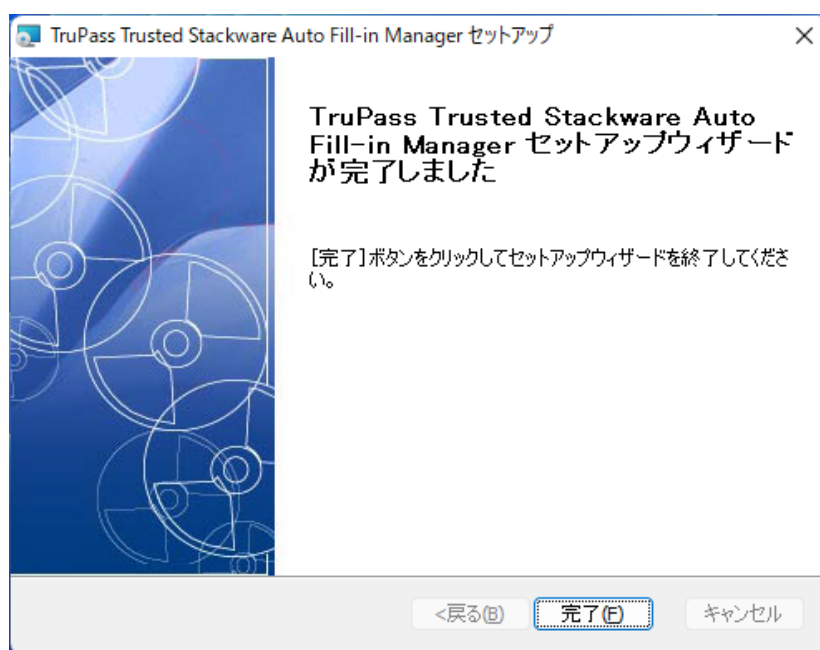 TruPass Trusted Stackware Auto Fill-in Manager セットアップ
TruPass Trusted Stackware Auto
Fill-in Manager セットアップウィザード
が完了しました
[完了]ボタンをクリックしてセットアップウィザードを終了してくださ
い。
<戻る(B) 完了(F) キャンセル